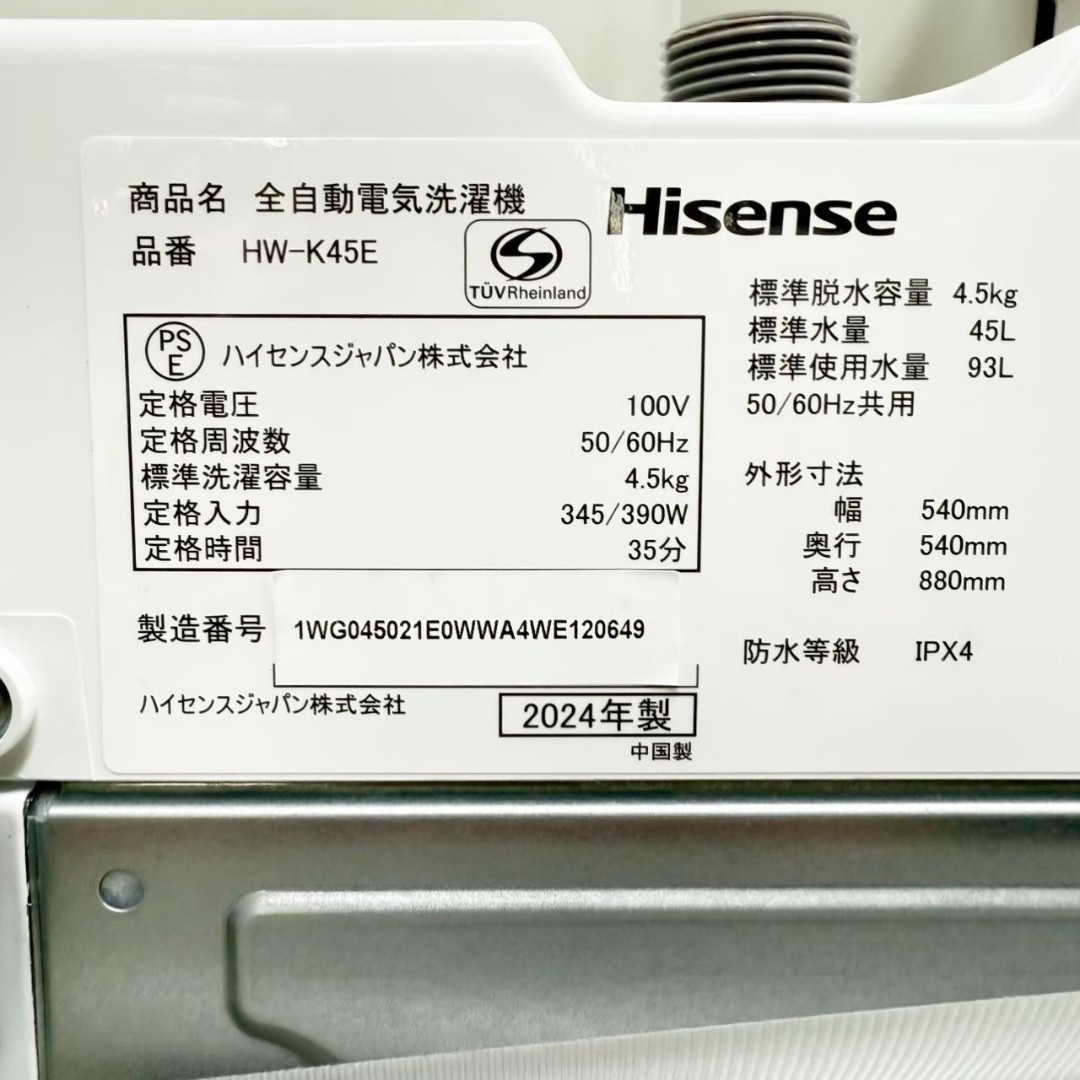 商品名 全自動電気洗濯機
品番 HW-K45E
TÜVRheinland
Hisense
PS
E
ハイセンスジャパン株式会社
定格電圧 100V
定格周波数 50/60Hz
標準洗濯容量 4.5kg
定格入力 345/390W
定格時間 35分
製造番号 1WG045021E0WWA4WE120649
ハイセンスジャパン株式会社
2024年製
中国製
標準脱水容量 4.5kg
標準水量 45L
標準使用水量 93L
50/60Hz共用
外形寸法
幅 540mm
奥行 540mm
高さ 880mm
防水等級 IPX4